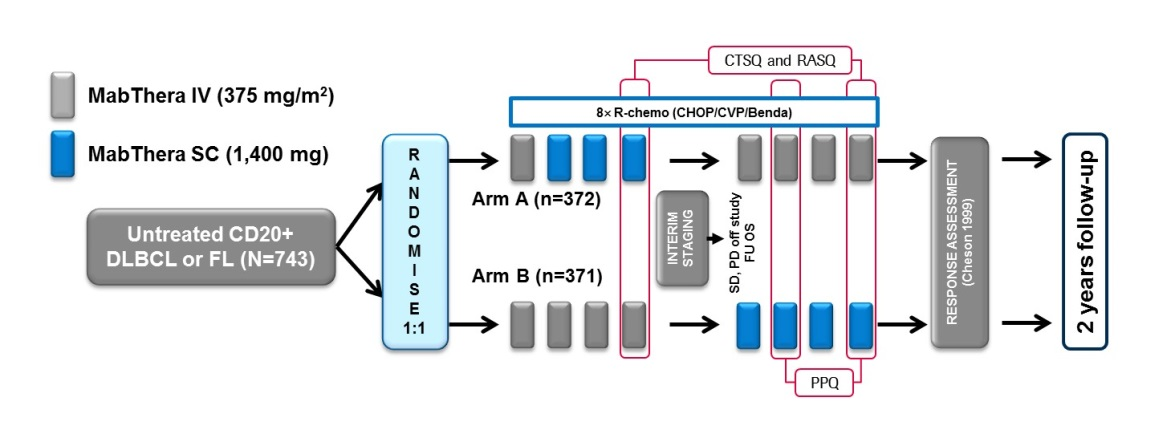 CTSQ and RASQ
MabThera IV (375 mg/m²)
8× R-chemo (CHOP/CVP/Benda)
MabThera SC (1,400 mg)
RANDOMISE
1:1
Untreated CD20+
DLBCL or FL (N=743)
Arm A (n=372)
Arm B (n=371)
INTERIM
STAGING
SD, PD off study
FU OS
RESPONSE ASSESSMENT
(Cheson 1999)
2 years follow-up
PPQ